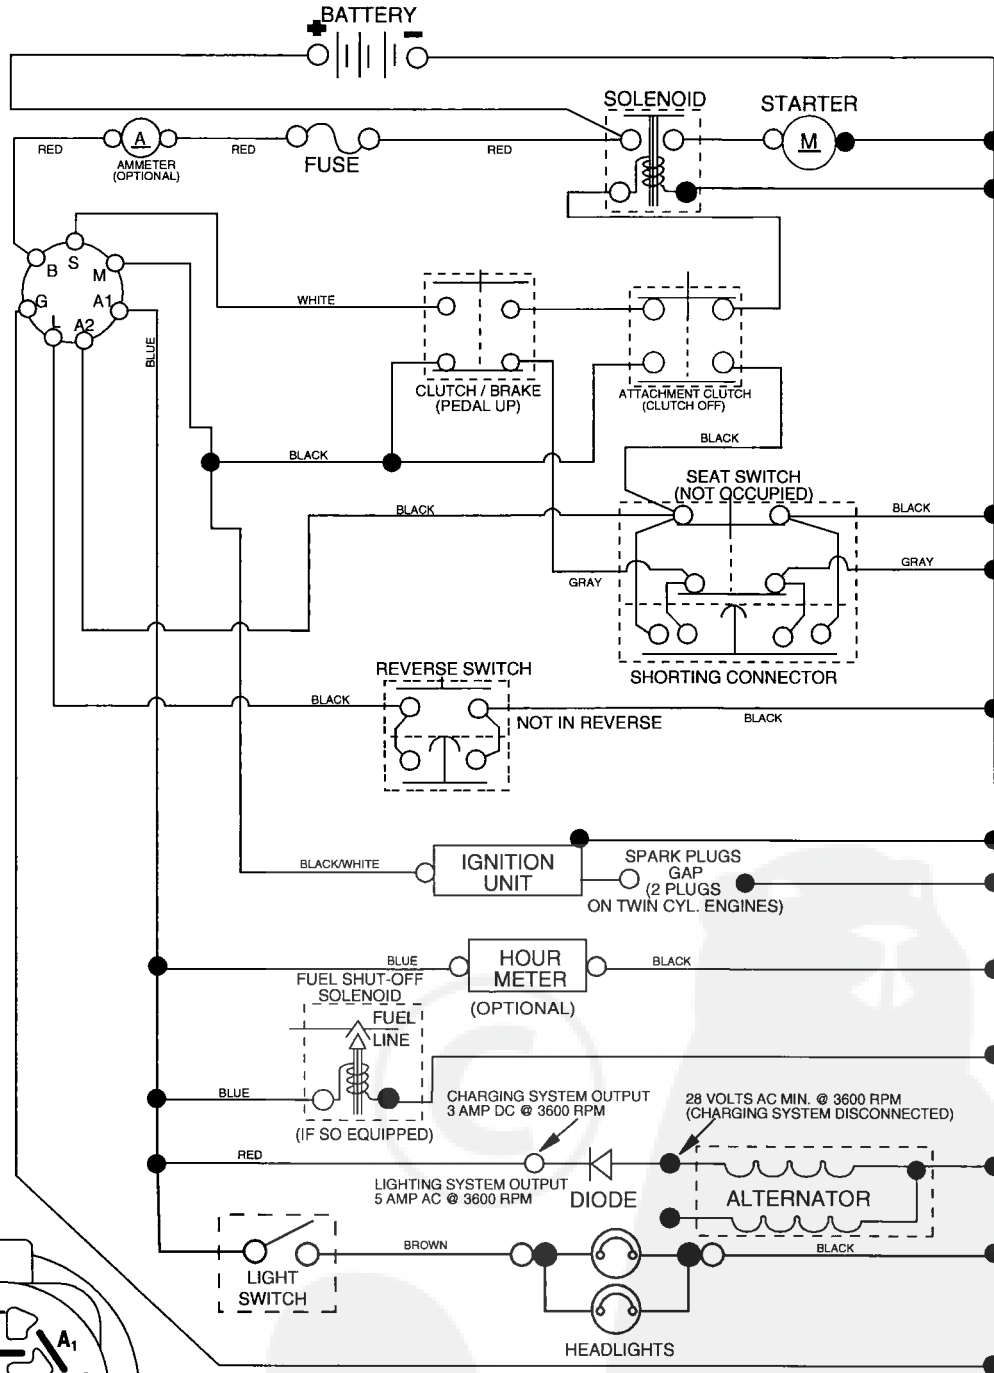 BATTERY
+
-
SOLENOID
STARTER
A
M
RED
RED
RED
AMMETER
(OPTIONAL)
FUSE
B
S
M
G
A1
L
A2
WHITE
BLUE
CLUTCH / BRAKE
(PEDAL UP)
ATTACHMENT CLUTCH
(CLUTCH OFF)
BLACK
BLACK
SEAT SWITCH
(NOT OCCUPIED)
BLACK
BLACK
GRAY
GRAY
SHORTING CONNECTOR
REVERSE SWITCH
BLACK
NOT IN REVERSE
BLACK
IGNITION
UNIT
BLACK/WHITE
SPARK PLUGS
GAP
(2 PLUGS
ON TWIN CYL. ENGINES)
BLUE
HOUR
METER
BLACK
(OPTIONAL)
FUEL SHUT-OFF
SOLENOID
FUEL
LINE
BLUE
(IF SO EQUIPPED)
CHARGING SYSTEM OUTPUT
3 AMP DC @ 3600 RPM
28 VOLTS AC MIN. @ 3600 RPM
(CHARGING SYSTEM DISCONNECTED)
RED
LIGHTING SYSTEM OUTPUT
5 AMP AC @ 3600 RPM
DIODE
ALTERNATOR
BROWN
BLACK
LIGHT
SWITCH
HEADLIGHTS
A1
©